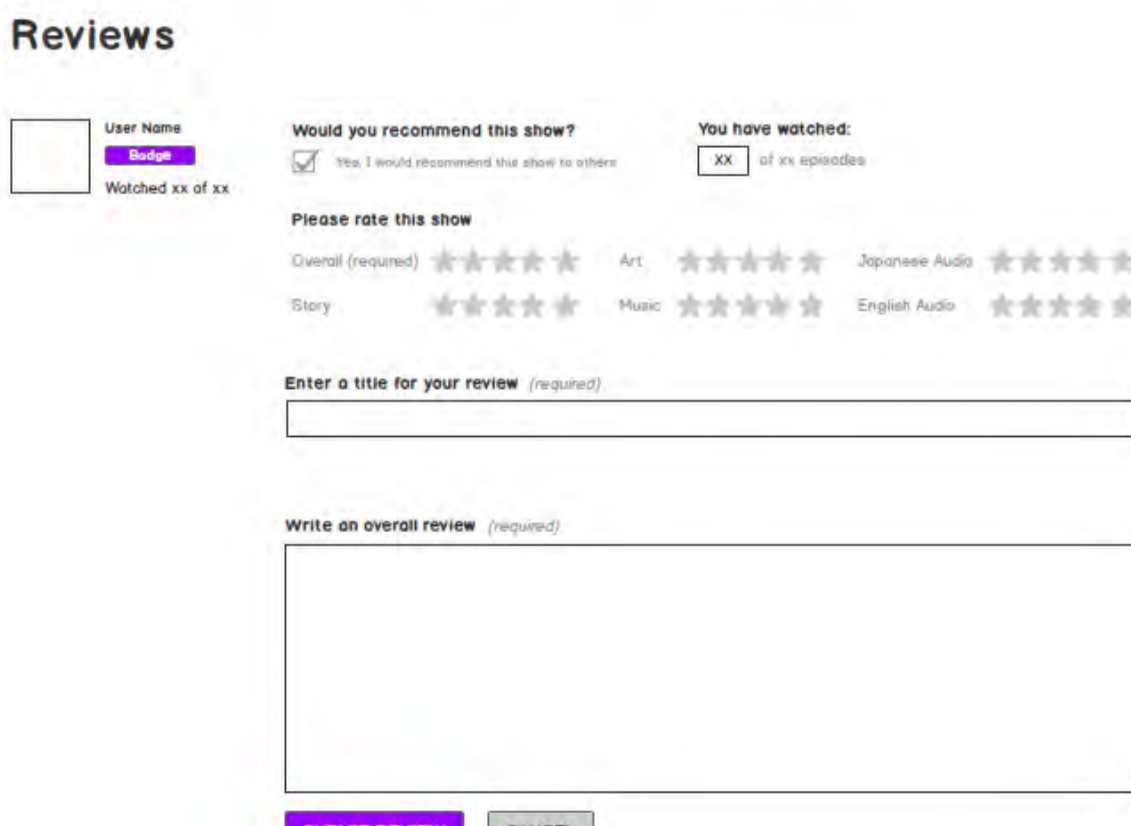 Reviews
User Name
Badge
Watched xx of xx
Would you recommend this show?
Yes, I would recommend this show to others
You have watched:
XX of xx episodes
Please rate this show
Overall (required) Art Japanese Audio
Story Music English Audio
Enter a title for your review (required)
Write an overall review (required)